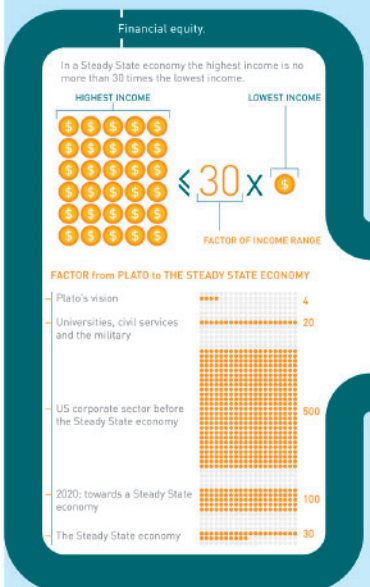 Financial equity.
In a Steady State economy the highest income is no
more than 30 times the lowest income.
HIGHEST INCOME
LOWEST INCOME
$ $ $ $ $
$ $ $ $ $
$ $ $ $ $
$ $ $ $ $
$ $ $ $ $
$ $ $ $ $
≤ 30 x $
FACTOR OF INCOME RANGE
FACTOR from PLATO to THE STEADY STATE ECONOMY
Plato's vision 4
Universities, civil services 20
and the military
US corporate sector before 500
the Steady State economy
2020: towards a Steady State 100
economy
The Steady State economy 30